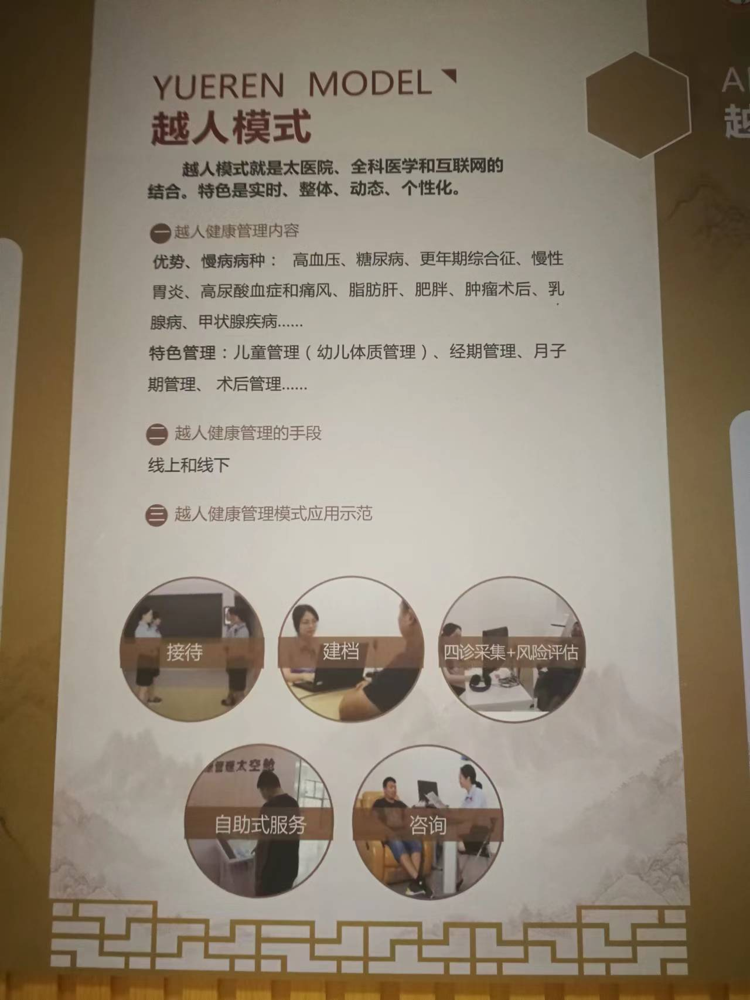 YUEREN MODEL
越人模式
越人模式就是太医院、全科医学和互联网的
结合。特色是实时、整体、动态、个性化。
一 越人健康管理内容
优势、慢病病种： 高血压、糖尿病、更年期综合征、慢性
胃炎、高尿酸血症和痛风、脂肪肝、肥胖、肿瘤术后、乳
腺病、甲状腺疾病......
特色管理：儿童管理（幼儿体质管理）、经期管理、月子
期管理、 术后管理......
二 越人健康管理的手段
线上和线下
三 越人健康管理模式应用示范
接待
建档
四诊采集+风险评估
管理太空舱
自助式服务
咨询
A
越